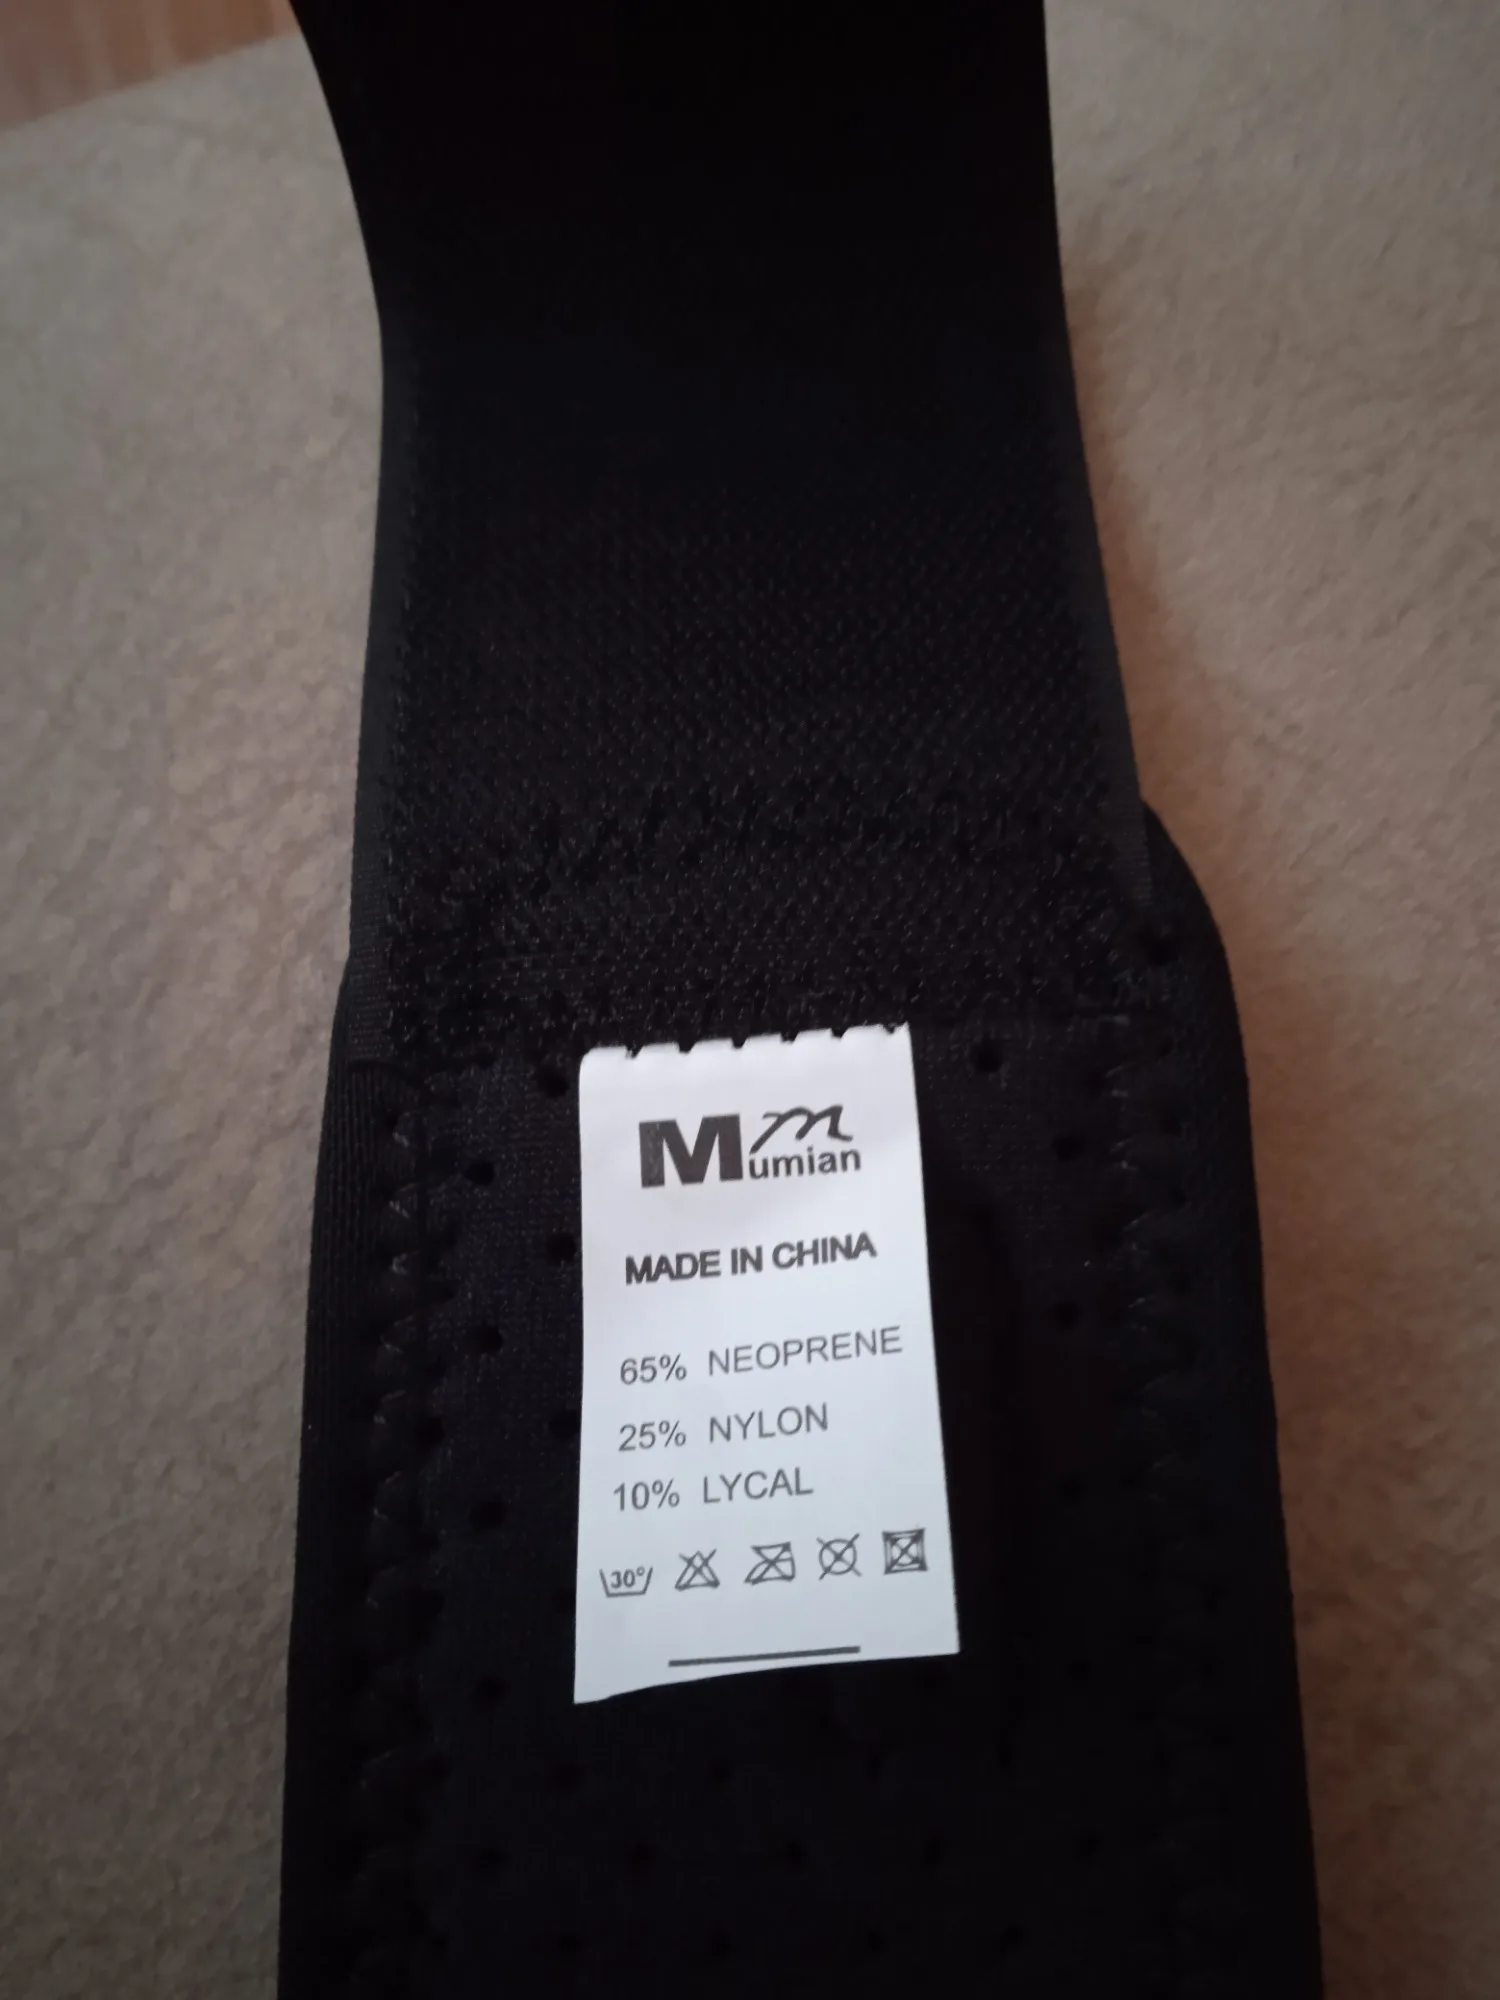 Mumian
MADE IN CHINA
65% NEOPRENE
25% NYLON
10% LYCAL
30°